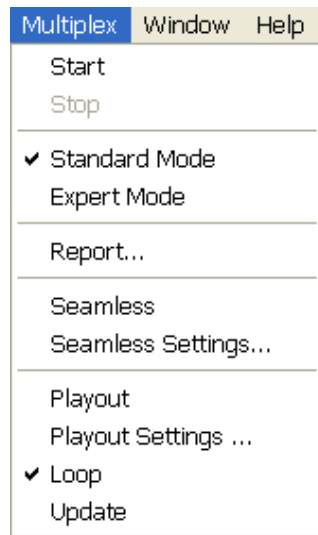 Multiplex Window Help
Start
Stop
Standard Mode
Expert Mode
Report...
Seamless
Seamless Settings...
Playout
Playout Settings ...
Loop
Update